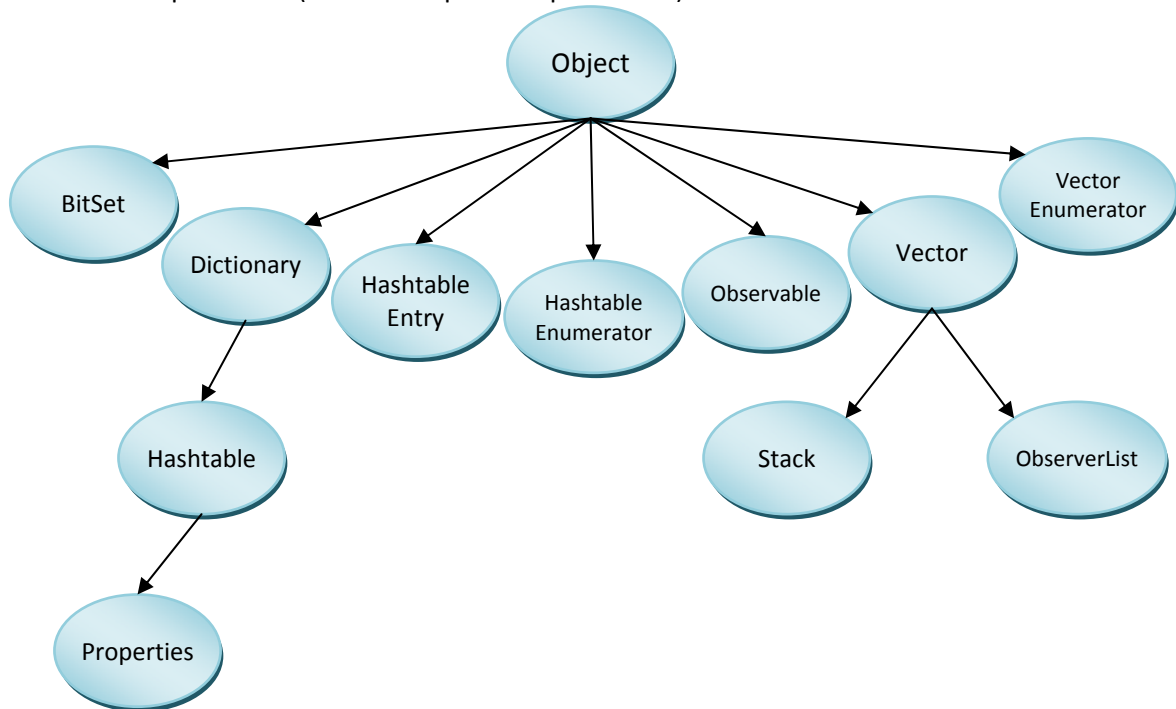 Object
BitSet
Dictionary
Hashtable
Entry
Hashtable
Enumerator
Observable
Vector
Vector
Enumerator
Hashtable
Stack
ObserverList
Properties